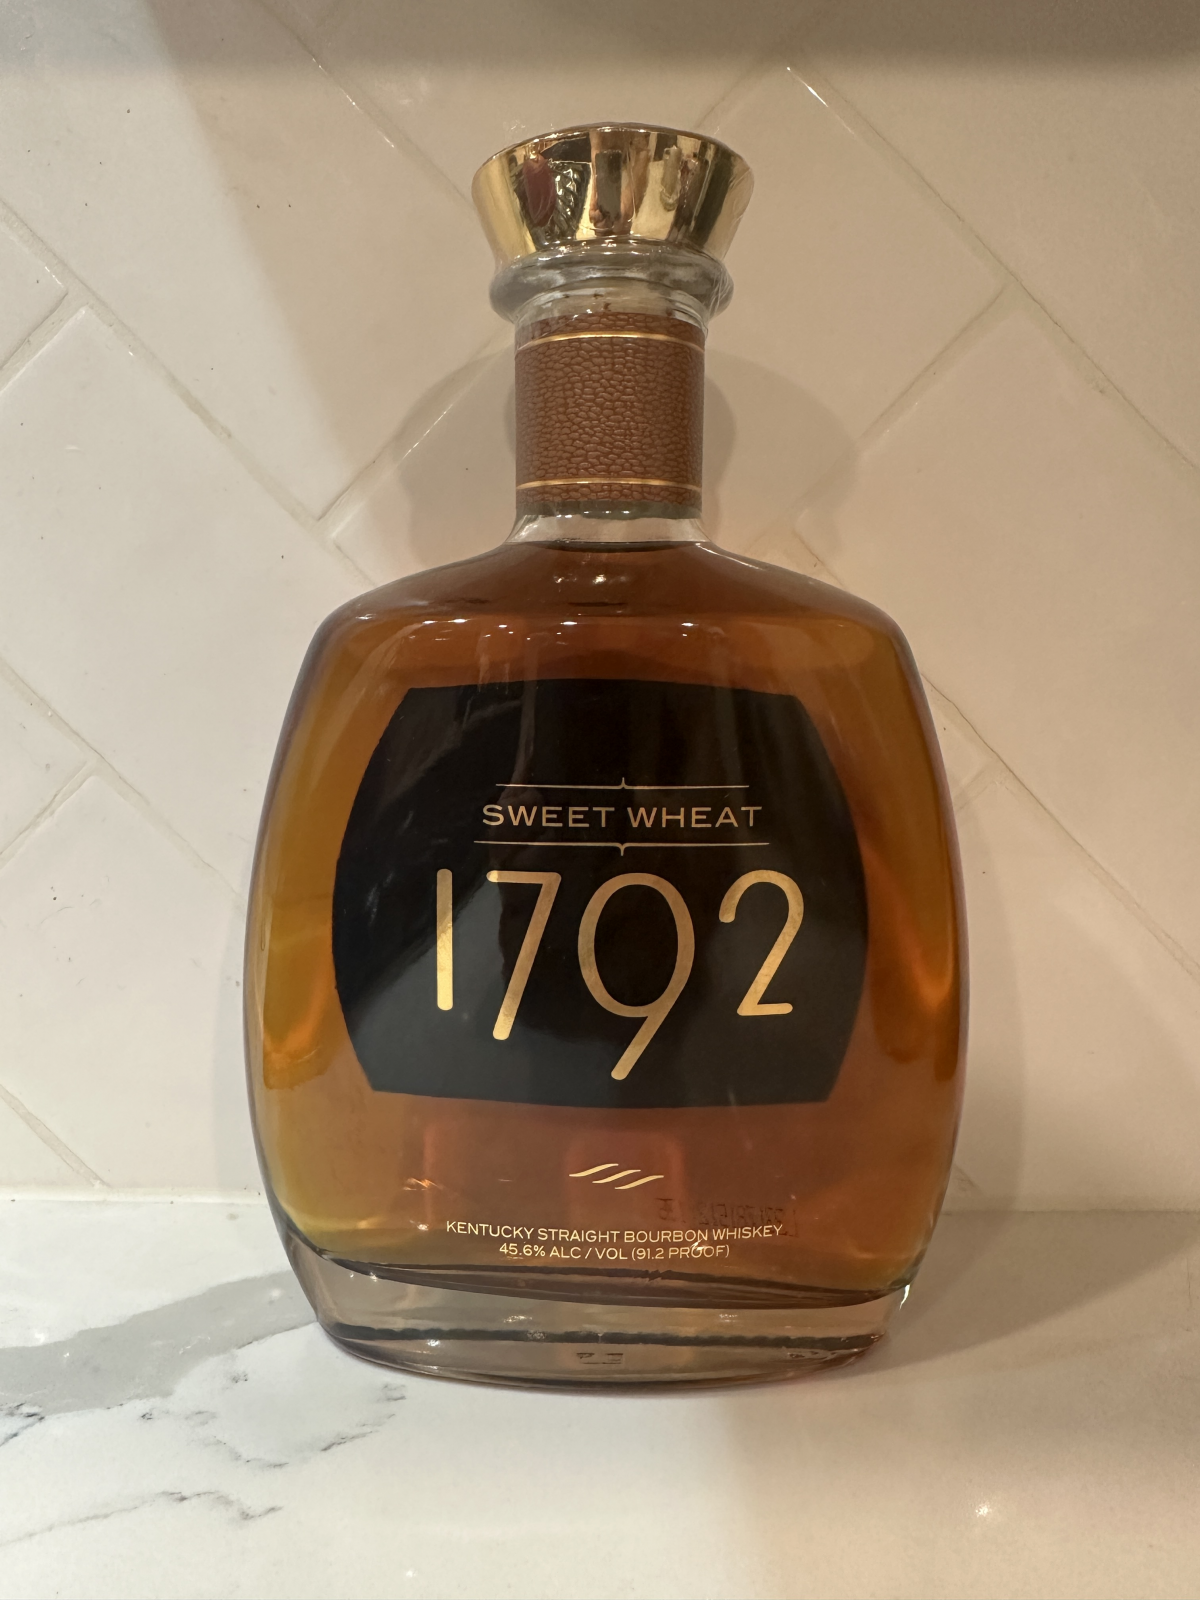 SWEET WHEAT
1792
KENTUCKY STRAIGHT BOURBON WHISKEY
45.6% ALC / VOL (91.2 PROOF)